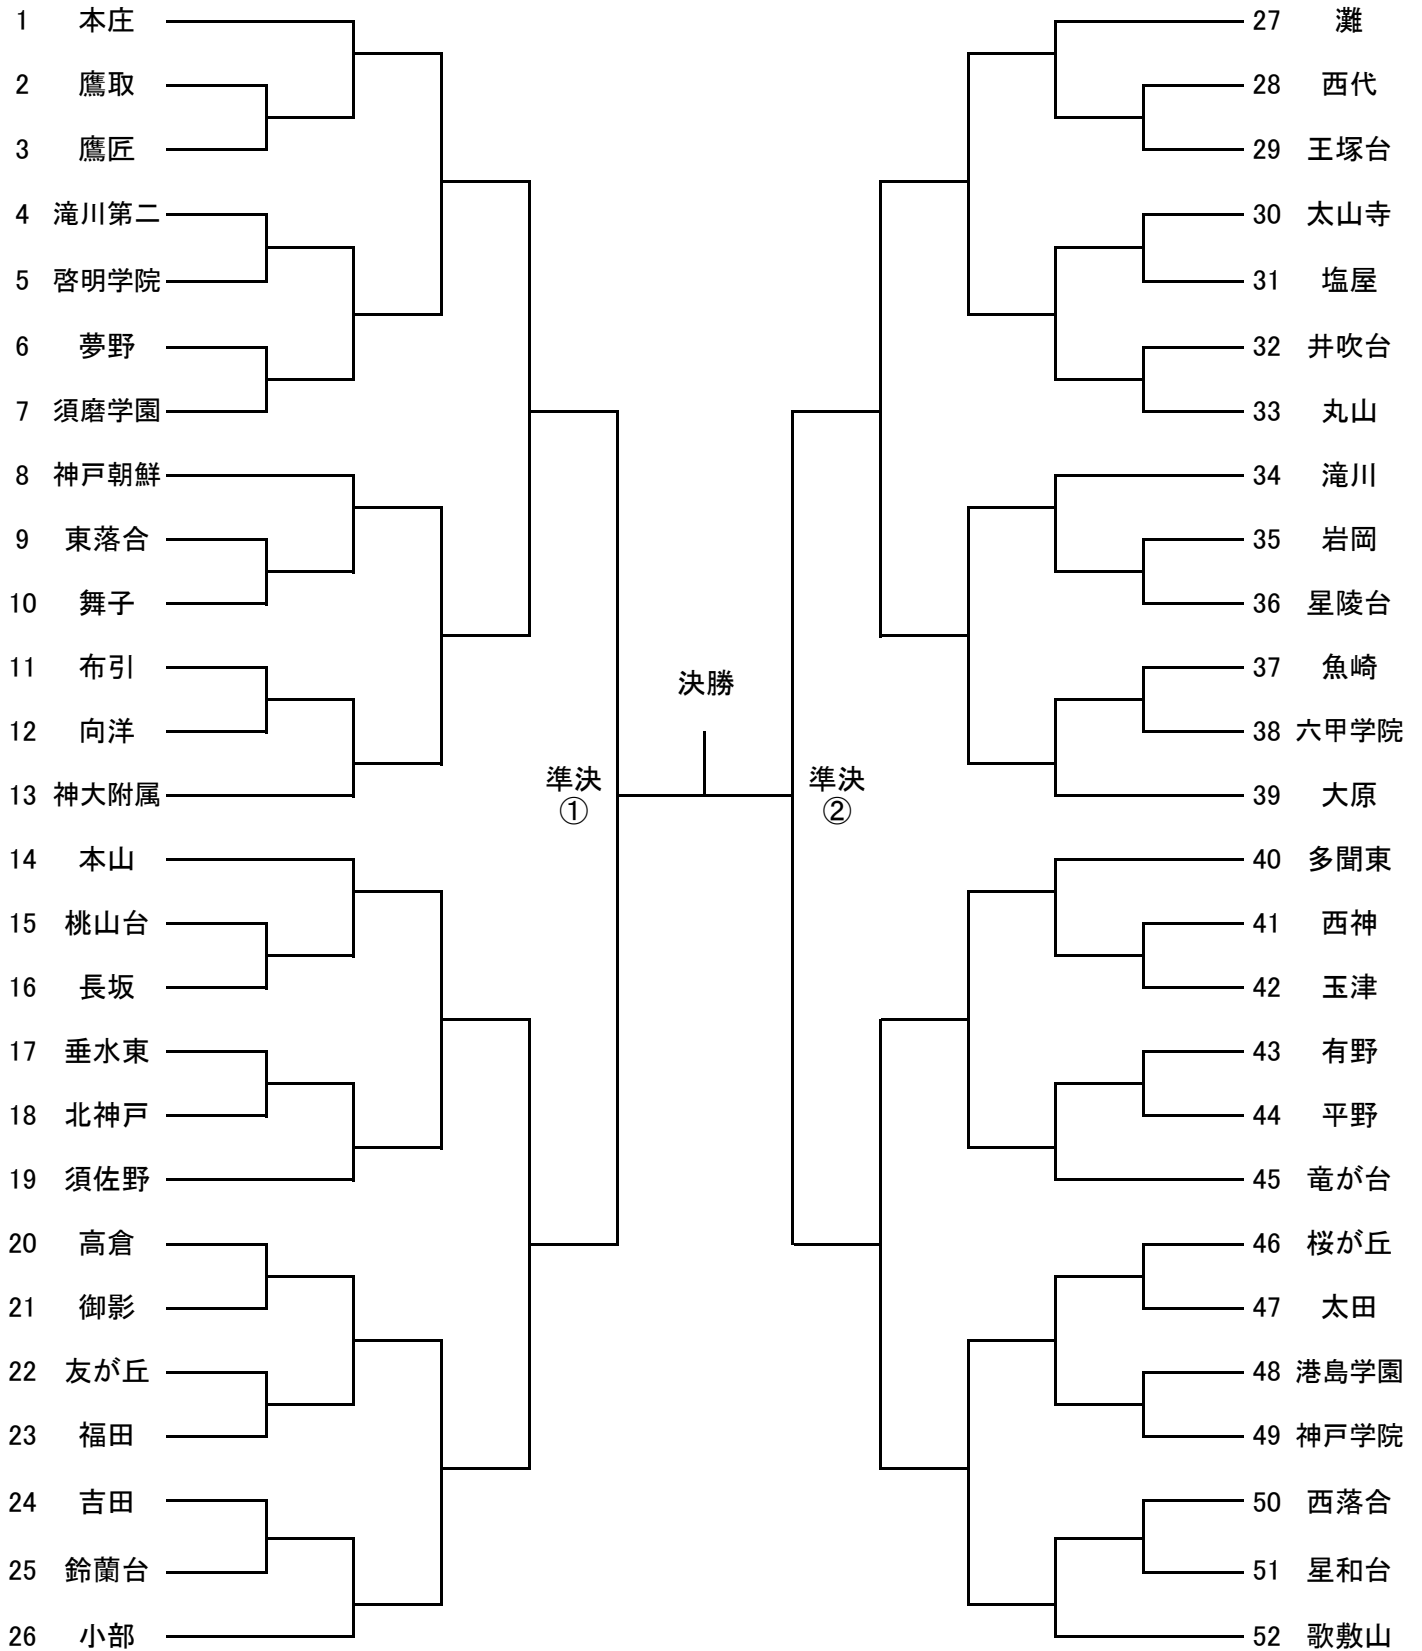 1 本庄
2 鷹取
3 鷹匠
4 滝川第二
5 啓明学院
6 夢野
7 須磨学園
8 神戸朝鮮
9 東落合
10 舞子
11 布引
12 向洋
13 神大附属
14 本山
15 桃山台
16 長坂
17 垂水東
18 北神戸
19 須佐野
20 高倉
21 御影
22 友が丘
23 福田
24 吉田
25 鈴蘭台
26 小部
決勝
準決
①
準決
②
27 灘
28 西代
29 王塚台
30 太山寺
31 塩屋
32 井吹台
33 丸山
34 滝川
35 岩岡
36 星陵台
37 魚崎
38 六甲学院
39 大原
40 多聞東
41 西神
42 玉津
43 有野
44 平野
45 竜が台
46 桜が丘
47 太田
48 港島学園
49 神戸学院
50 西落合
51 星和台
52 歌敷山